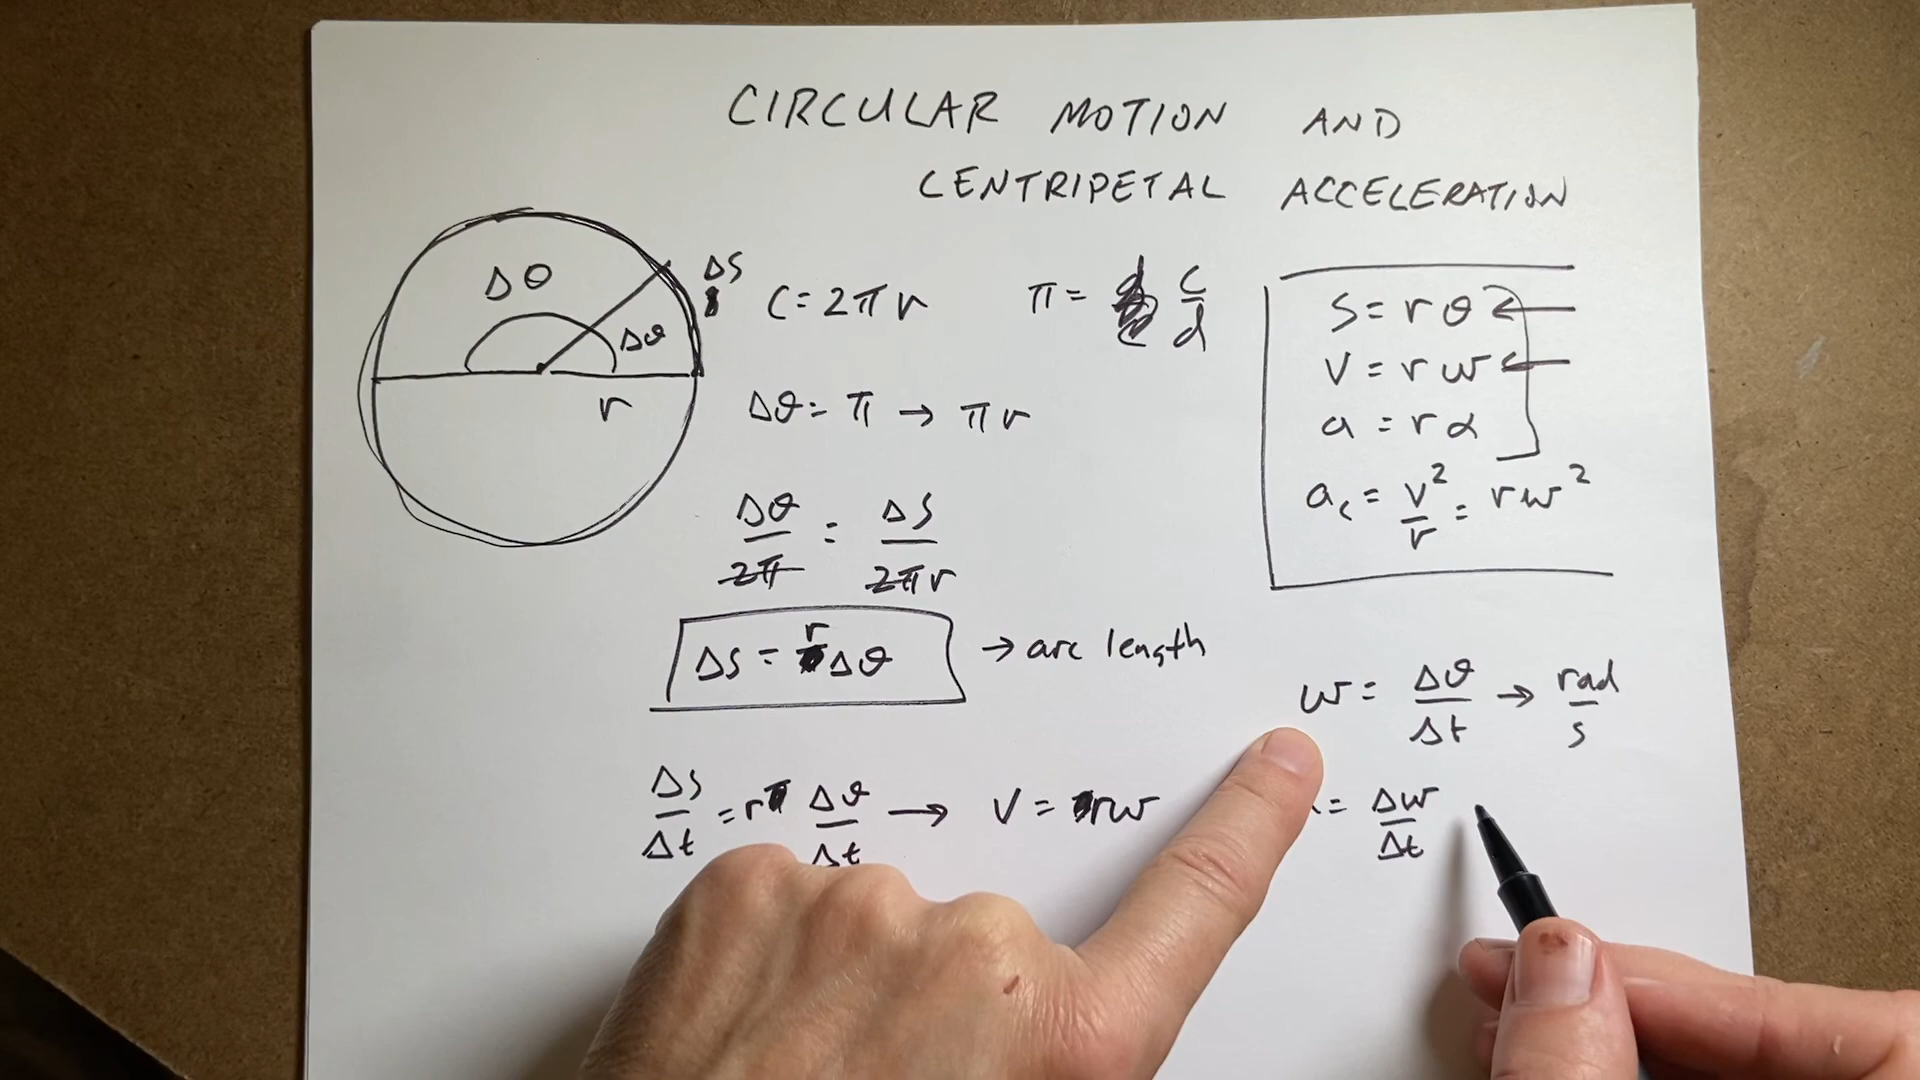 CIRCULAR MOTION AND
CENTRIPETAL ACCELERATION
Δθ
Δθ
r
ΔS
C = 2πr
π = C/d
Δθ = π → πr
Δθ/2π = ΔS/2πr
ΔS = rΔθ → arc length
ΔS/Δt = r Δθ/Δt → V = rω
S = rθ ←
V = rω ←
a = rα
a_c = V²/r = rω²
ω = Δθ/Δt → rad/s
= Δω/Δt